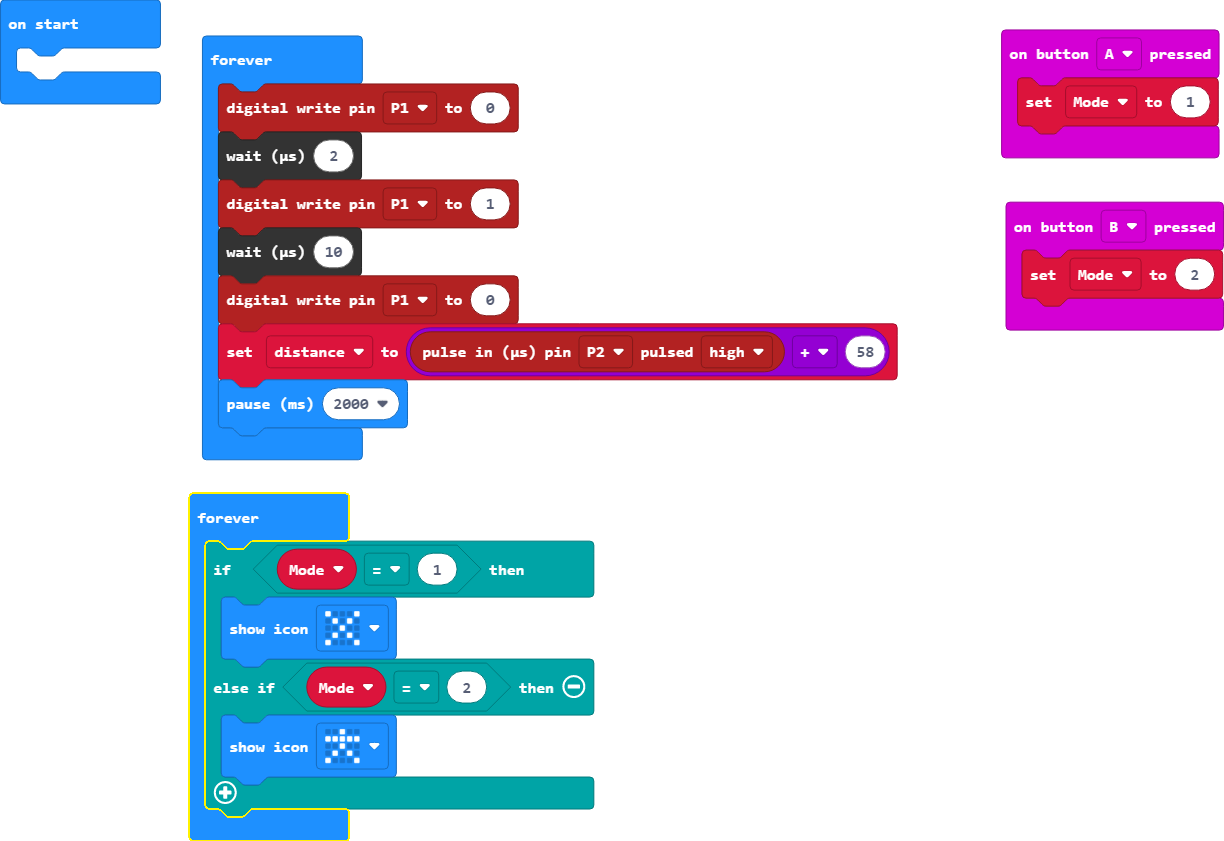 on start
forever
digital write pin P1 to 0
wait (µs) 2
digital write pin P1 to 1
wait (µs) 10
digital write pin P1 to 0
set distance to pulse in (µs) pin P2 pulsed high + 58
pause (ms) 2000
forever
if Mode = 1 then
show icon
else if Mode = 2 then
show icon
on button A pressed
set Mode to 1
on button B pressed
set Mode to 2